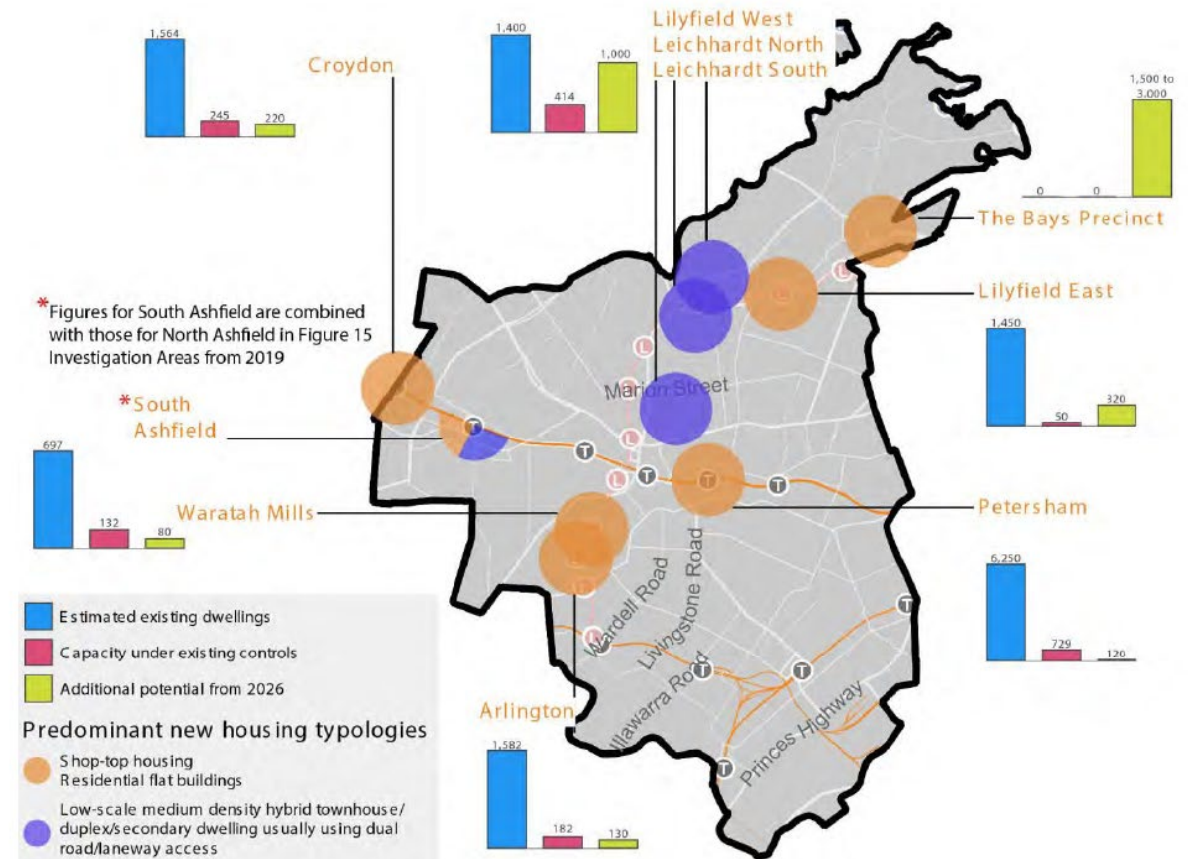 1,564
245
220
Croydon
1,400
414
1,000
Lilyfield West
Leichhardt North
Leichhardt South
1,500 to
3.000
0
0
The Bays Precinct
Lilyfield East
1,450
50
320
*Figures for South Ashfield are combined
with those for North Ashfield in Figure 15
Investigation Areas from 2019
*South
Ashfield
697
132
80
Waratah Mills
L
L
L
L
L
L
L
T
T
T
T
T
T
T
T
T
Marion Street
Petersham
6,250
729
120
Wardell Road
Livingstone Road
Illawarra Road
Princes Highway
Arlington
1,582
182
130
Estimated existing dwellings
Capacity under existing controls
Additional potential from 2026
Predominant new housing typologies
Shop-top housing
Residential flat buildings
Low-scale medium density hybrid townhouse/
duplex/secondary dwelling usually using dual
road/laneway access